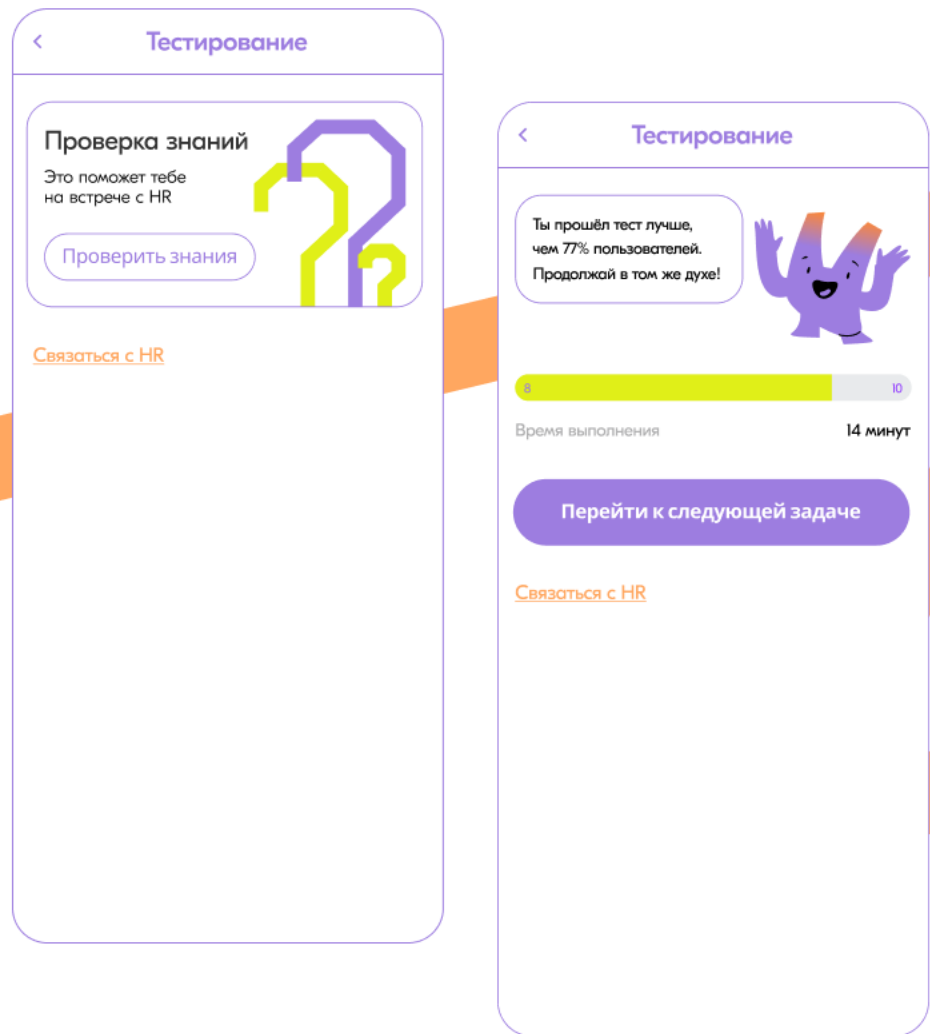 Тестирование
Проверка знаний
Это поможет тебе
на встрече с HR
Проверить знания
Связаться с HR
Тестирование
Ты прошёл тест лучше,
чем 77% пользователей.
Продолжай в том же духе!
8
10
Время выполнения
14 минут
Перейти к следующей задаче
Связаться с HR